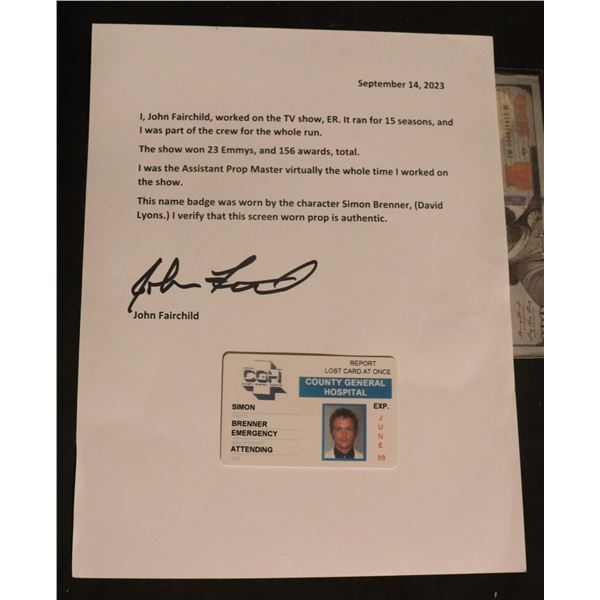 September 14, 2023
I, John Fairchild, worked on the TV show, ER. It ran for 15 seasons, and
I was part of the crew for the whole run.
The show won 23 Emmys, and 156 awards, total.
I was the Assistant Prop Master virtually the whole time I worked on
the show.
This name badge was worn by the character Simon Brenner, (David
Lyons.) I verify that this screen worn prop is authentic.
John Fairchild
REPORT
LOST CARD AT ONCE
CGH
COUNTY GENERAL
HOSPITAL
SIMON
BRENNER
EMERGENCY
ATTENDING
EXP.
JUNE
09